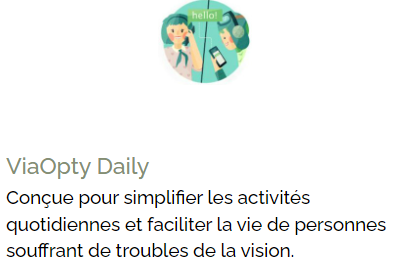 hello!
ViaOpty Daily
Conçue pour simplifier les activités
quotidiennes et faciliter la vie de personnes
souffrant de troubles de la vision.